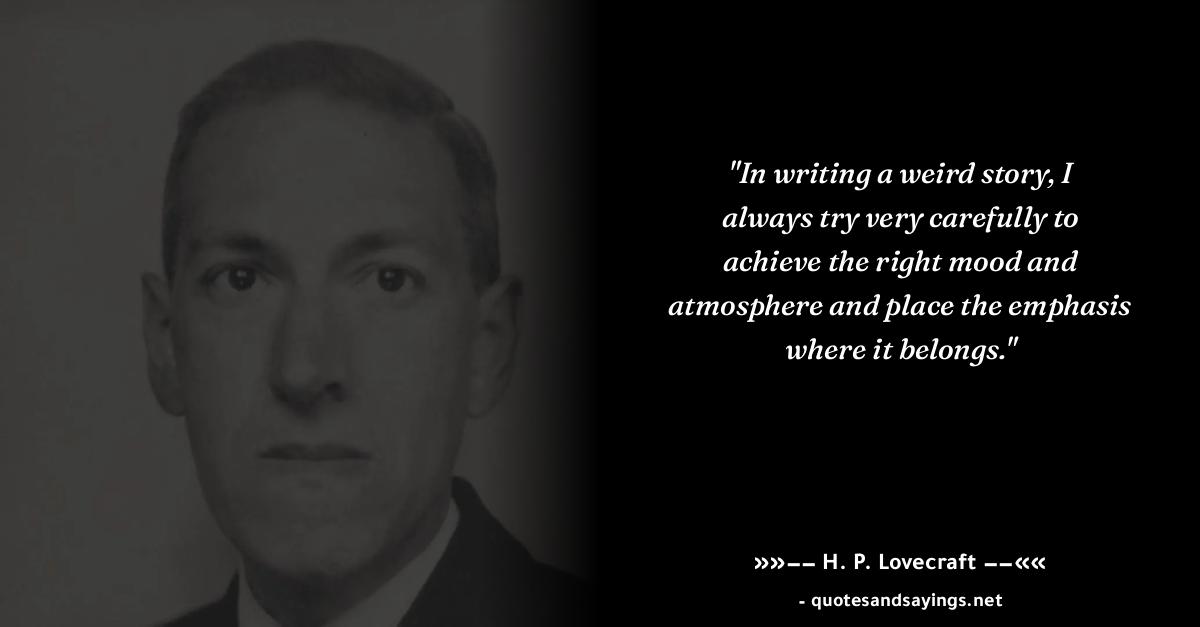 "In writing a weird story, I
always try very carefully to
achieve the right mood and
atmosphere and place the emphasis
where it belongs."
»»−− H. P. Lovecraft −−««
- quotesandsayings.net